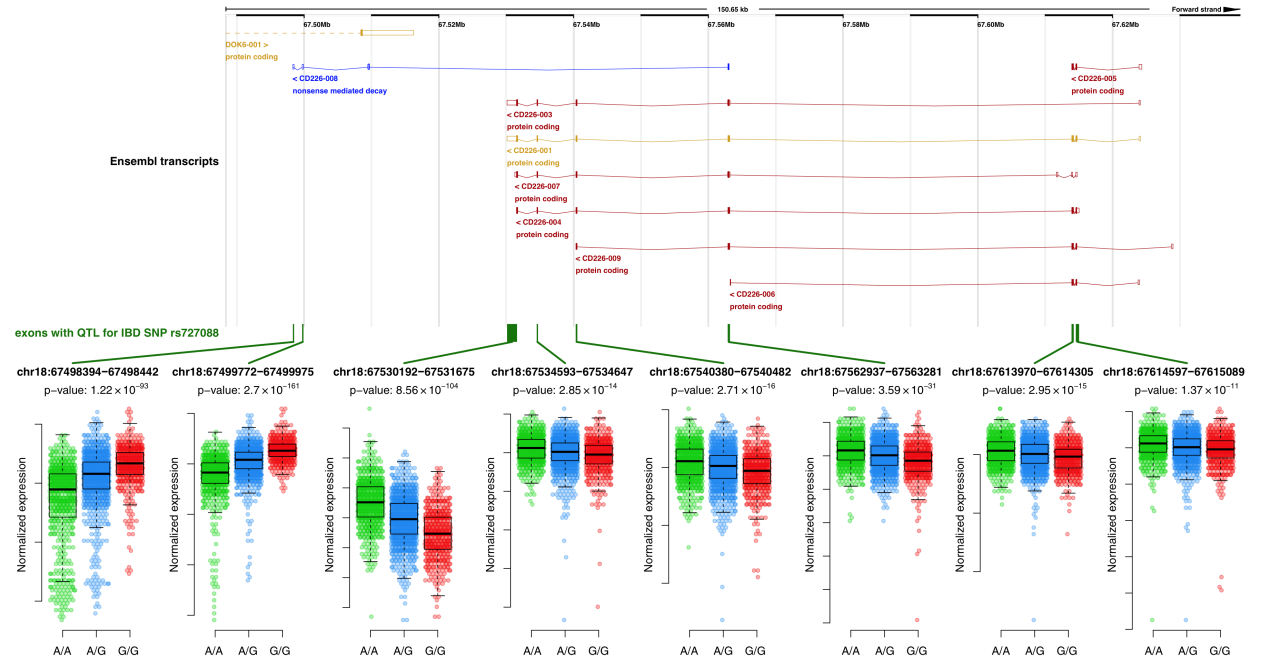 150.65 kb
Forward strand
67.50Mb 67.52Mb 67.54Mb 67.56Mb 67.58Mb 67.60Mb 67.62Mb
DOK6-001 >
protein coding
< CD226-008
nonsense mediated decay
< CD226-005
protein coding
< CD226-003
protein coding
< CD226-001
protein coding
Ensembl transcripts
< CD226-007
protein coding
< CD226-004
protein coding
< CD226-009
protein coding
< CD226-006
protein coding
exons with QTL for IBD SNP rs727088
chr18:67498394−67498442 chr18:67499772−67499975 chr18:67530192−67531675 chr18:67534593−67534647 chr18:67540380−67540482 chr18:67562937−67563281 chr18:67613970−67614305 chr18:67614597−67615089
p−value: 1.22 × 10⁻⁹³ p−value: 2.7 × 10⁻¹⁶¹ p−value: 8.56 × 10⁻¹⁰⁴ p−value: 2.85 × 10⁻¹⁴ p−value: 2.71 × 10⁻¹⁶ p−value: 3.59 × 10⁻³¹ p−value: 2.95 × 10⁻¹⁵ p−value: 1.37 × 10⁻¹¹
Normalized expression Normalized expression Normalized expression Normalized expression Normalized expression Normalized expression Normalized expression Normalized expression
A/A A/G G/G A/A A/G G/G A/A A/G G/G A/A A/G G/G A/A A/G G/G A/A A/G G/G A/A A/G G/G A/A A/G G/G